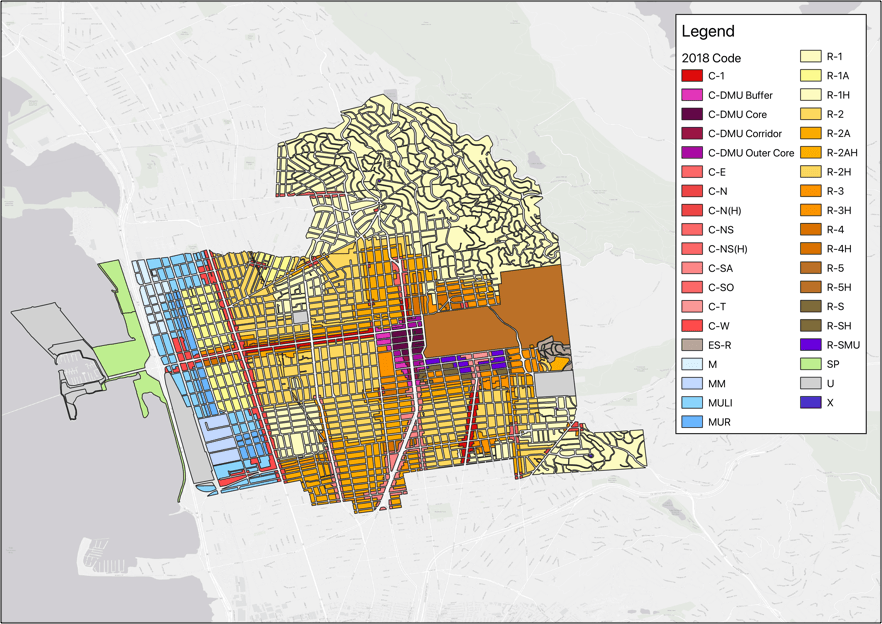 Legend
2018 Code
C-1
C-DMU Buffer
C-DMU Core
C-DMU Corridor
C-DMU Outer Core
C-E
C-N
C-N(H)
C-NS
C-NS(H)
C-SA
C-SO
C-T
C-W
ES-R
M
MM
MULI
MUR
R-1
R-1A
R-1H
R-2
R-2A
R-2AH
R-2H
R-3
R-3H
R-4
R-4H
R-5
R-5H
R-S
R-SH
R-SMU
SP
U
X